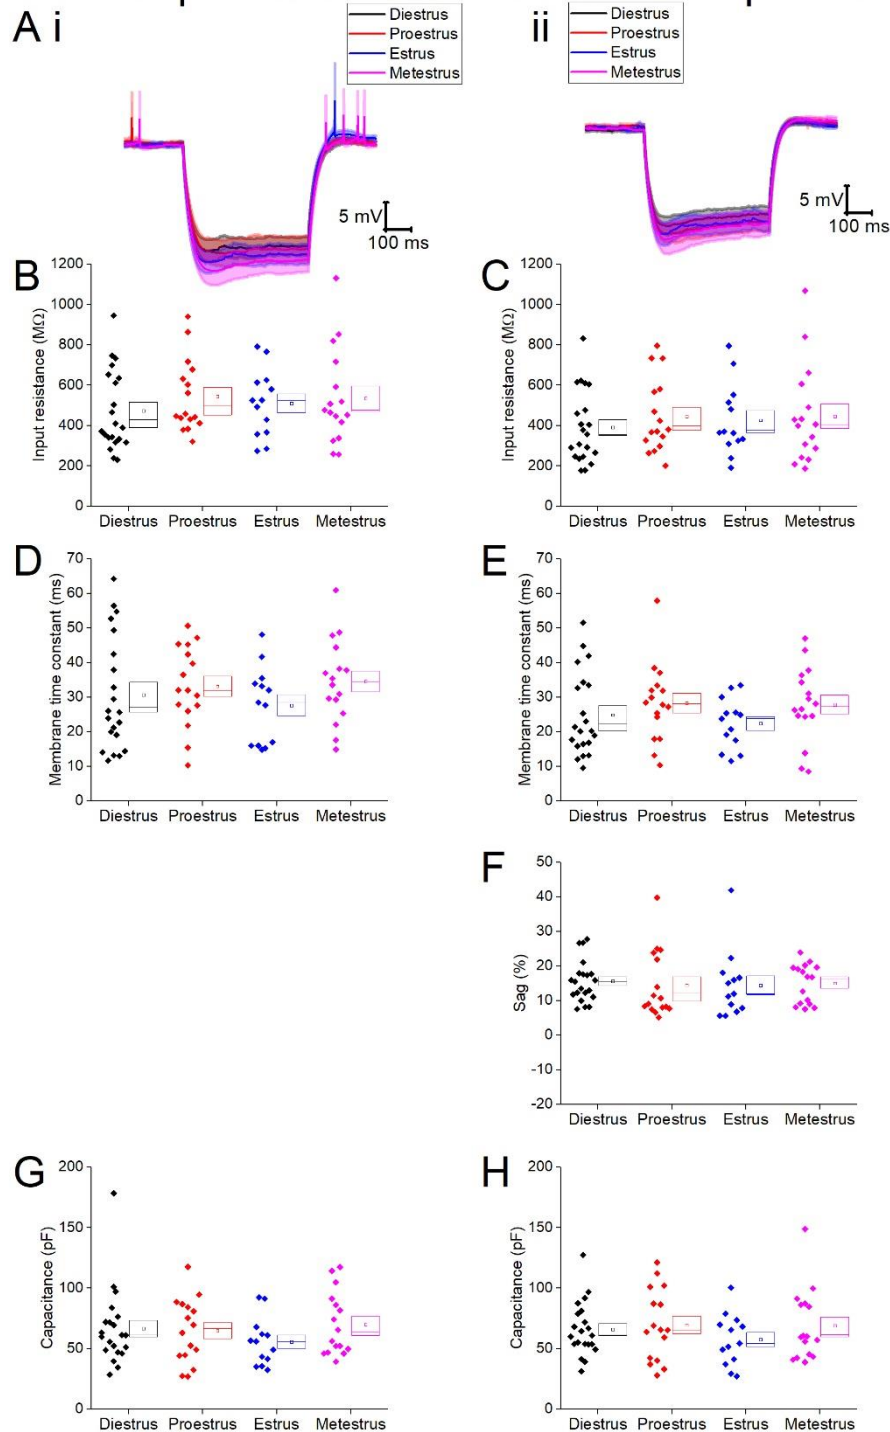 A i
Diestrus
Proestrus
Estrus
Metestrus
ii
Diestrus
Proestrus
Estrus
Metestrus
5 mV
100 ms
5 mV
100 ms
B
Input resistance (MΩ)
1200
1000
800
600
400
200
0
Diestrus Proestrus Estrus Metestrus
C
Input resistance (MΩ)
1200
1000
800
600
400
200
0
Diestrus Proestrus Estrus Metestrus
D
Membrane time constant (ms)
70
60
50
40
30
20
10
0
Diestrus Proestrus Estrus Metestrus
E
Membrane time constant (ms)
70
60
50
40
30
20
10
0
Diestrus Proestrus Estrus Metestrus
F
Sag (%)
50
40
30
20
10
0
-10
-20
Diestrus Proestrus Estrus Metestrus
G
Capacitance (pF)
200
150
100
50
0
Diestrus Proestrus Estrus Metestrus
H
Capacitance (pF)
200
150
100
50
0
Diestrus Proestrus Estrus Metestrus